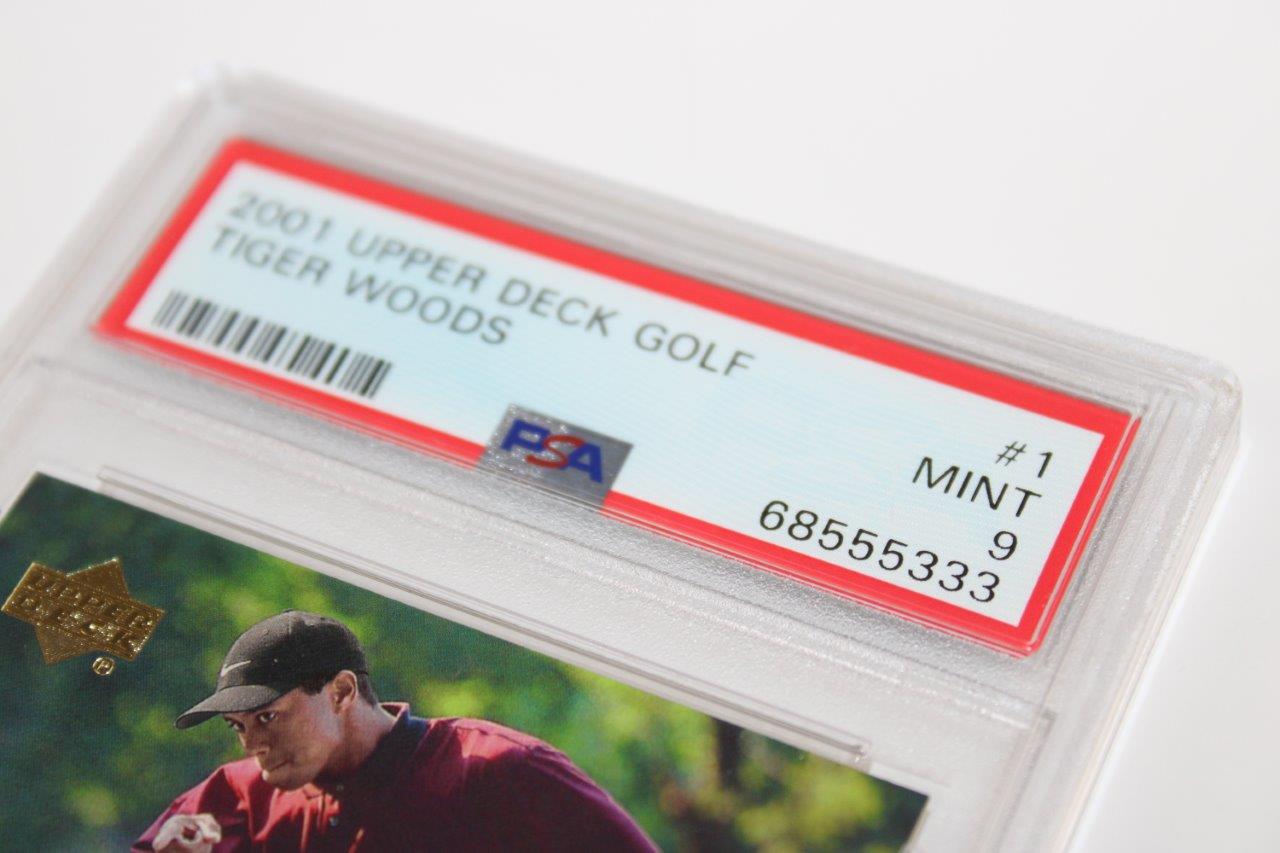 2001 UPPER DECK GOLF
TIGER WOODS
#1
MINT
9
68555333
PSA
UPPER
DECK
®